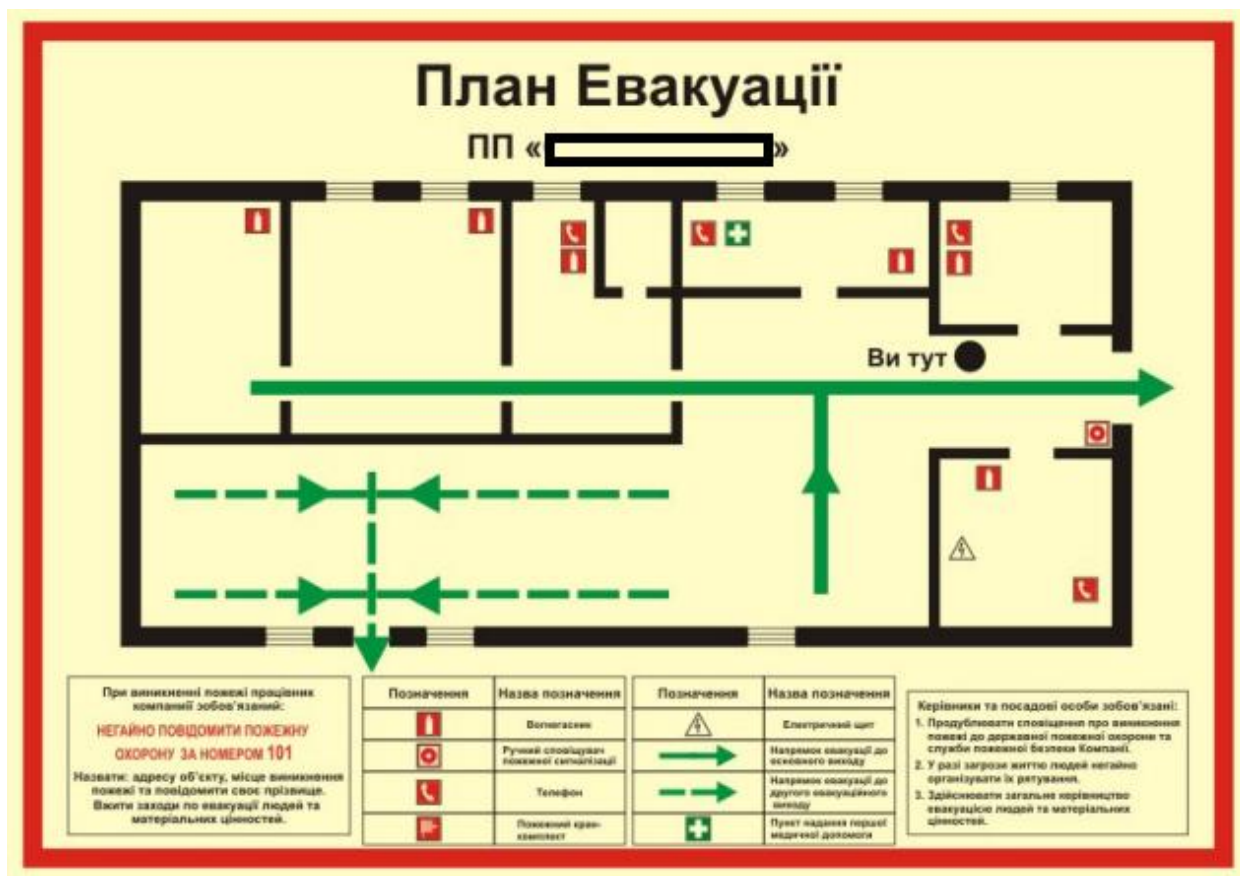 План Евакуації
ПП « »
Ви тут
При виникненні пожежі працівник
компанії зобов'язаний:
НЕГАЙНО ПОВІДОМИТИ ПОЖЕЖНУ
ОХОРОНУ ЗА НОМЕРОМ 101
Назвати: адресу об'єкту, місце виникнення
пожежі та повідомити своє прізвище.
Вжити заходи по евакуації людей та
матеріальних цінностей.
Позначення Назва позначення
Вогнегасник
Ручний сповіщувач
пожежної сигналізації
Телефон
Пожежний кран-
комплект
Позначення Назва позначення
Електричний щит
Напрямок евакуації до
основного виходу
Напрямок евакуації до
другого евакуаційного
виходу
Пункт надання першої
медичної допомоги
Керівники та посадові особи зобов'язані:
1. Продублювати сповіщення про виникнення
пожежі до державної пожежної охорони та
служби пожежної безпеки Компанії.
2. У разі загрози життю людей негайно
організувати їх рятування.
3. Здійснювати загальне керівництво
евакуацією людей та матеріальних
цінностей.